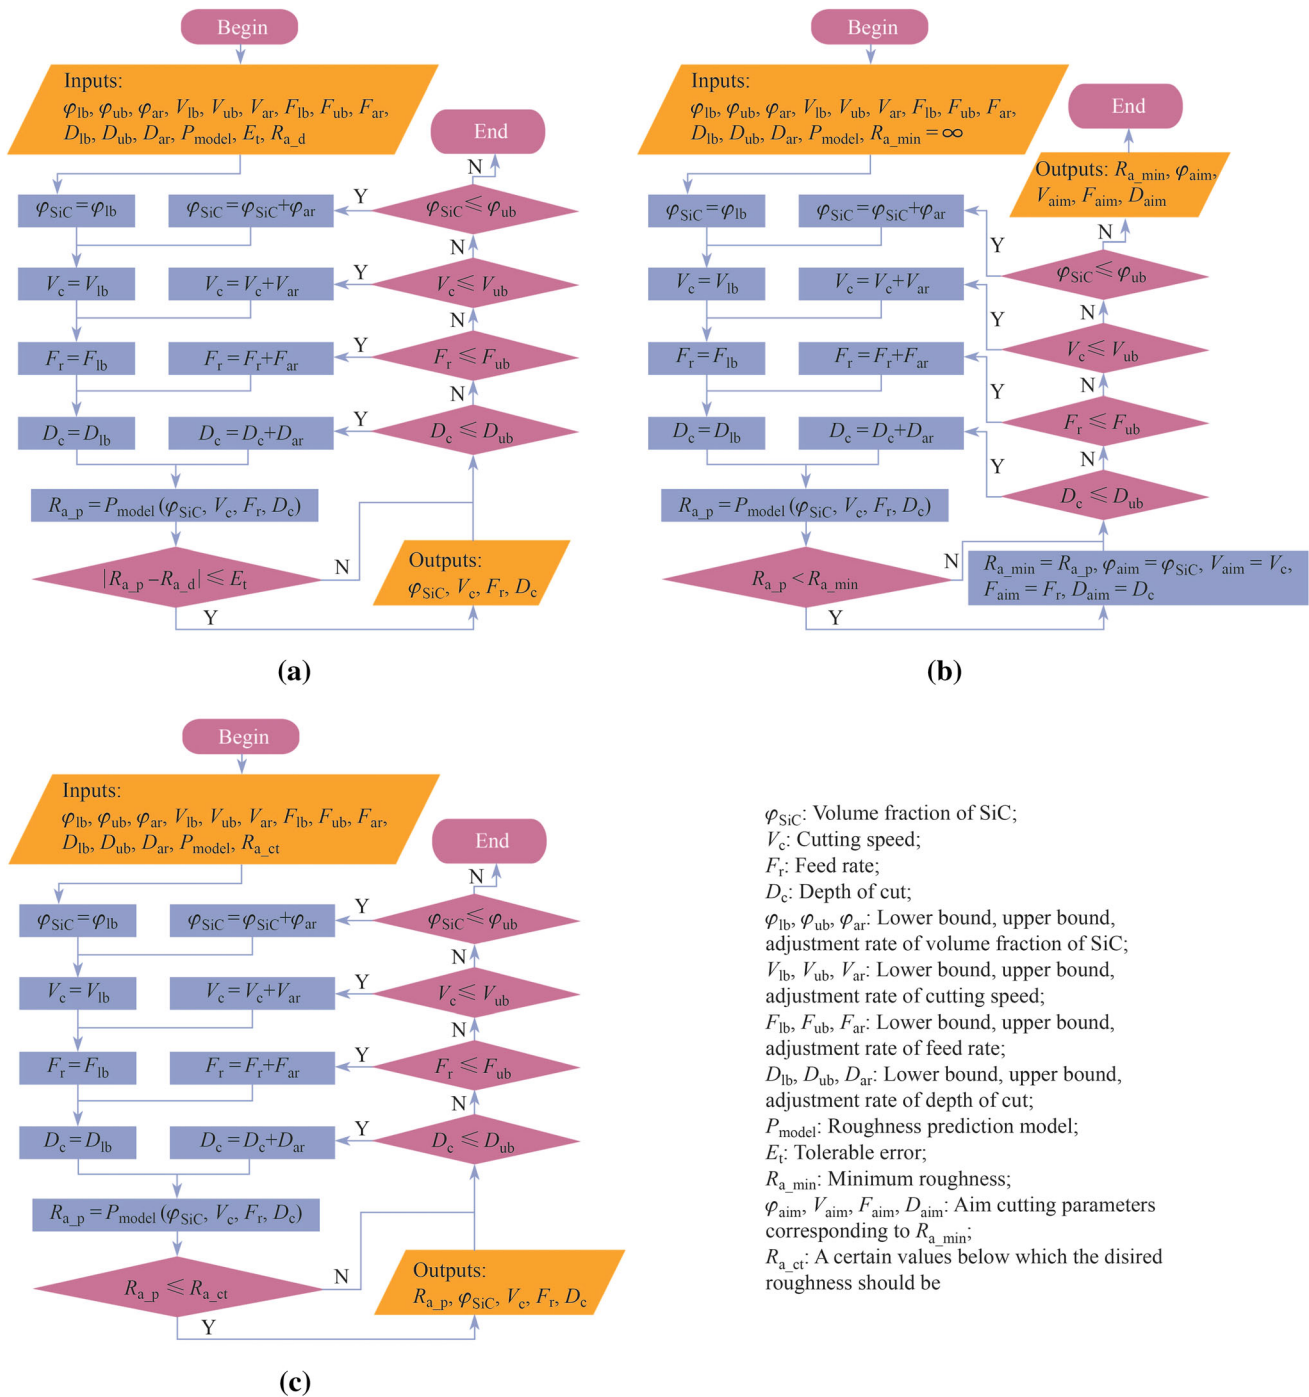 Begin
Inputs:
φlb, φub, φar, Vlb, Vub, Var, Flb, Fub, Far,
Dlb, Dub, Dar, Pmodel, Et, Ra_d
End
N
φSiC=φlb
φSiC=φSiC+φar
Y
φSiC≤φub
N
Vc=Vlb
Vc=Vc+Var
Y
Vc≤Vub
N
Fr=Flb
Fr=Fr+Far
Y
Fr≤Fub
N
Dc=Dlb
Dc=Dc+Dar
Y
Dc≤Dub
Ra_p=Pmodel(φSiC, Vc, Fr, Dc)
|Ra_p−Ra_d|≤Et
N
Y
Outputs:
φSiC, Vc, Fr, Dc
(a)
Begin
Inputs:
φlb, φub, φar, Vlb, Vub, Var, Flb, Fub, Far,
Dlb, Dub, Dar, Pmodel, Ra_min=∞
End
Outputs: Ra_min, φaim,
Vaim, Faim, Daim
N
φSiC=φlb
φSiC=φSiC+φar
Y
φSiC≤φub
N
Vc=Vlb
Vc=Vc+Var
Y
Vc≤Vub
N
Fr=Flb
Fr=Fr+Far
Y
Fr≤Fub
N
Dc=Dlb
Dc=Dc+Dar
Y
Dc≤Dub
Ra_p=Pmodel(φSiC, Vc, Fr, Dc)
Ra_p<Ra_min
N
Y
Ra_min=Ra_p, φaim=φSiC, Vaim=Vc,
Faim=Fr, Daim=Dc
(b)
Begin
Inputs:
φlb, φub, φar, Vlb, Vub, Var, Flb, Fub, Far,
Dlb, Dub, Dar, Pmodel, Ra_ct
End
N
φSiC=φlb
φSiC=φSiC+φar
Y
φSiC≤φub
N
Vc=Vlb
Vc=Vc+Var
Y
Vc≤Vub
N
Fr=Flb
Fr=Fr+Far
Y
Fr≤Fub
N
Dc=Dlb
Dc=Dc+Dar
Y
Dc≤Dub
Ra_p=Pmodel(φSiC, Vc, Fr, Dc)
Ra_p≤Ra_ct
N
Y
Outputs:
Ra_p, φSiC, Vc, Fr, Dc
(c)
φSiC: Volume fraction of SiC;
Vc: Cutting speed;
Fr: Feed rate;
Dc: Depth of cut;
φlb, φub, φar: Lower bound, upper bound,
adjustment rate of volume fraction of SiC;
Vlb, Vub, Var: Lower bound, upper bound,
adjustment rate of cutting speed;
Flb, Fub, Far: Lower bound, upper bound,
adjustment rate of feed rate;
Dlb, Dub, Dar: Lower bound, upper bound,
adjustment rate of depth of cut;
Pmodel: Roughness prediction model;
Et: Tolerable error;
Ra_min: Minimum roughness;
φaim, Vaim, Faim, Daim: Aim cutting parameters
corresponding to Ra_min;
Ra_ct: A certain values below which the disired
roughness should be